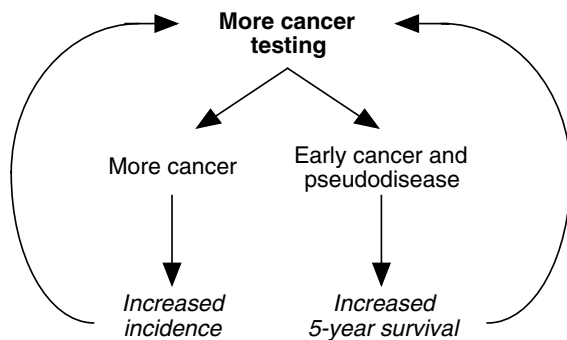 More cancer
testing
More cancer
Early cancer and
pseudodisease
Increased
incidence
Increased
5-year survival